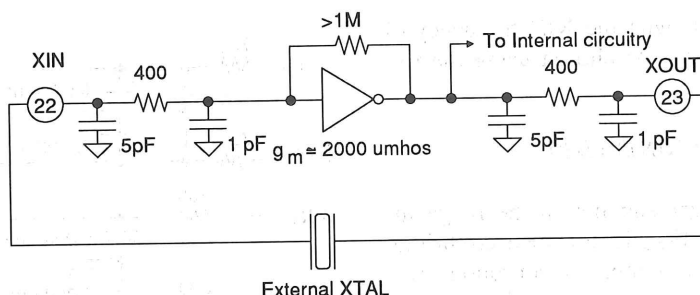 >1M
To Internal circuitry
XIN
400
400
XOUT
22
23
5pF
1 pF
gm ≃ 2000 umhos
5pF
1 pF
External XTAL